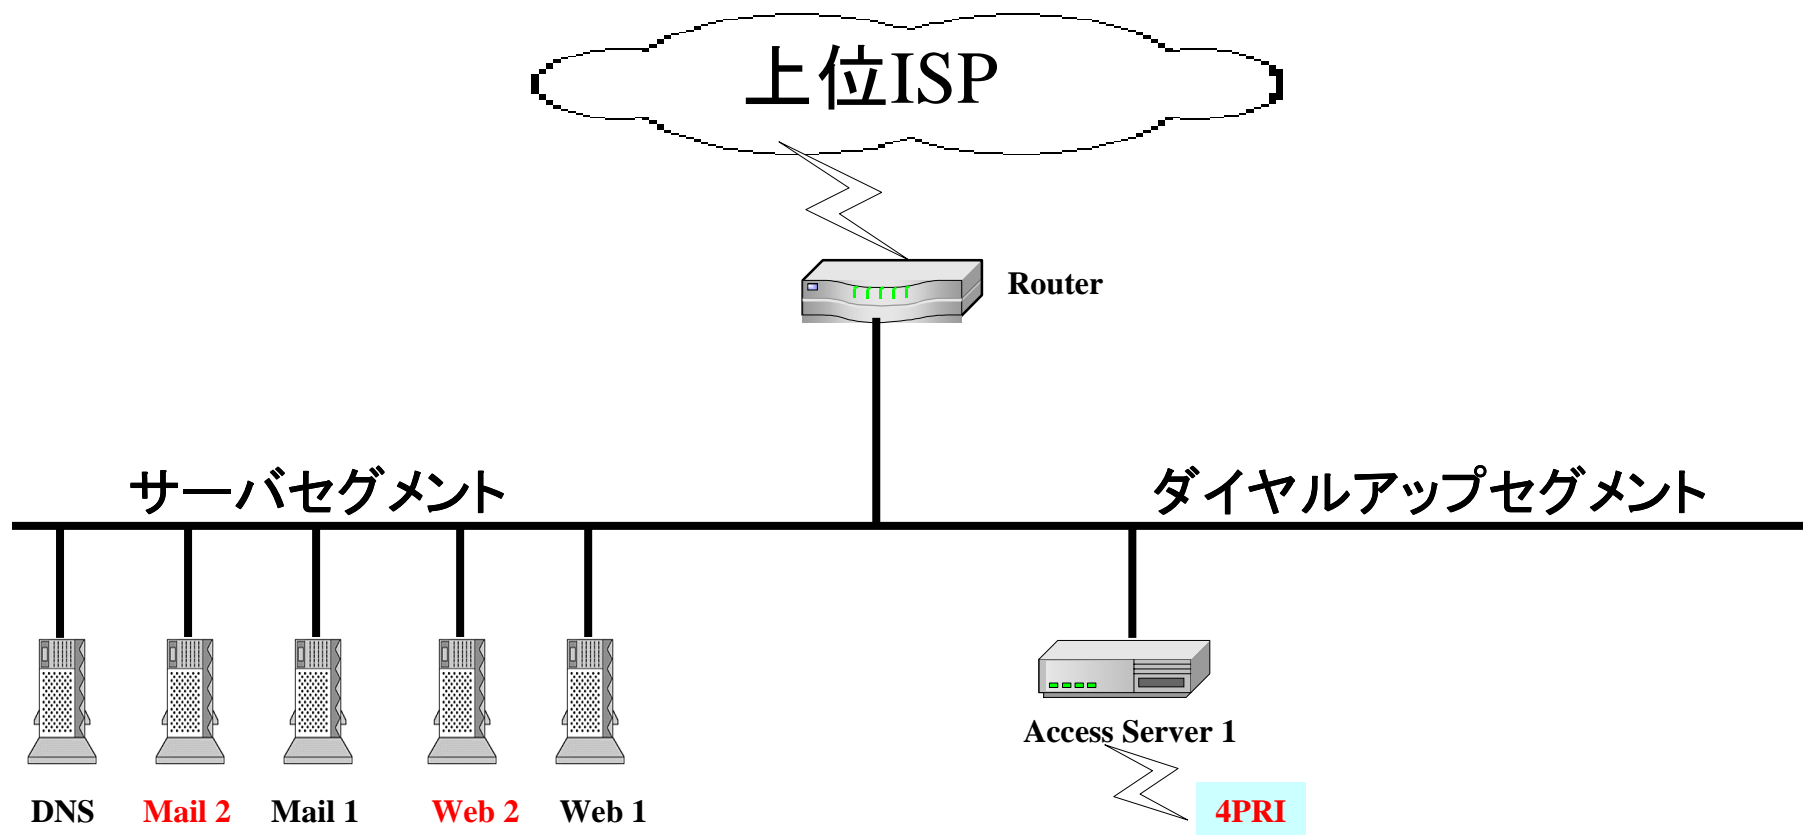 上位ISP
Router
サーバセグメント
ダイヤルアップセグメント
Access Server 1
DNS
Mail 2
Mail 1
Web 2
Web 1
4PRI